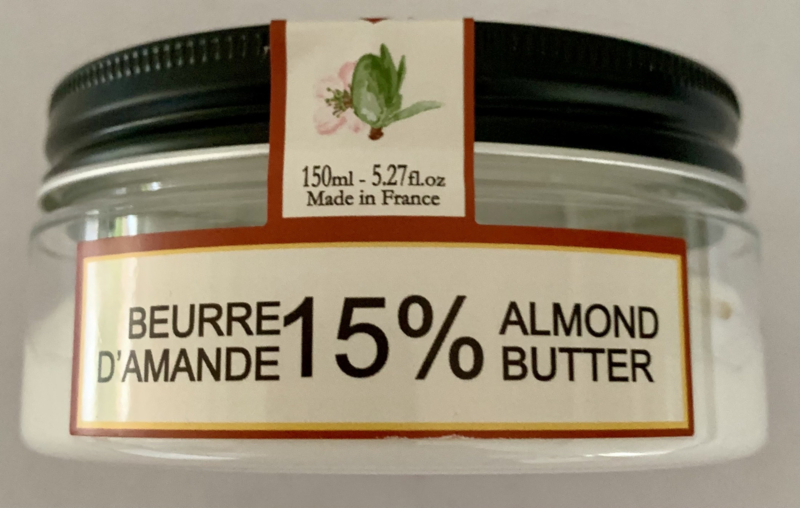 150ml - 5.27fl.oz
Made in France
BEURRE 15% ALMOND
D'AMANDE BUTTER